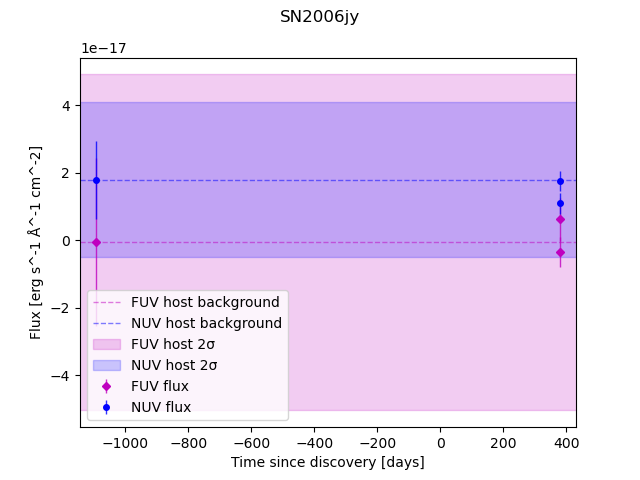 SN2006jy
1e−17
Flux [erg s^-1 Å^-1 cm^-2]
4
2
0
−2
−4
FUV host background
NUV host background
FUV host 2σ
NUV host 2σ
FUV flux
NUV flux
−1000
−800
−600
−400
−200
0
200
400
Time since discovery [days]